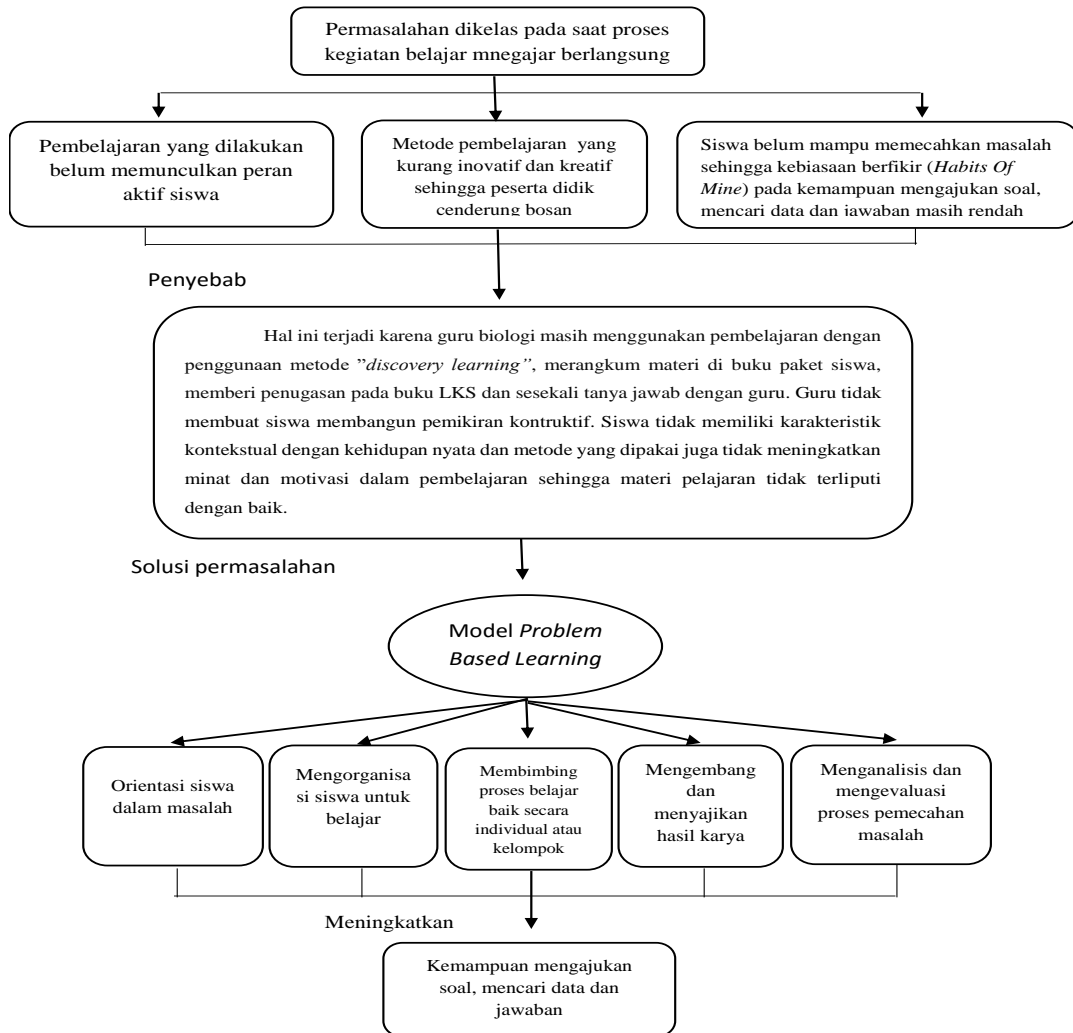 Permasalahan dikelas pada saat proses
kegiatan belajar mnegajar berlangsung
Pembelajaran yang dilakukan
belum memunculkan peran
aktif siswa
Metode pembelajaran yang
kurang inovatif dan kreatif
sehingga peserta didik
cenderung bosan
Siswa belum mampu memecahkan masalah
sehingga kebiasaan berfikir (Habits Of
Mine) pada kemampuan mengajukan soal,
mencari data dan jawaban masih rendah
Penyebab
Hal ini terjadi karena guru biologi masih menggunakan pembelajaran dengan
penggunaan metode ”discovery learning”, merangkum materi di buku paket siswa,
memberi penugasan pada buku LKS dan sesekali tanya jawab dengan guru. Guru tidak
membuat siswa membangun pemikiran kontruktif. Siswa tidak memiliki karakteristik
kontekstual dengan kehidupan nyata dan metode yang dipakai juga tidak meningkatkan
minat dan motivasi dalam pembelajaran sehingga materi pelajaran tidak terliputi
dengan baik.
Solusi permasalahan
Model Problem
Based Learning
Orientasi siswa
dalam masalah
Mengorganisa
si siswa untuk
belajar
Membimbing
proses belajar
baik secara
individual atau
kelompok
Mengembang
dan
menyajikan
hasil karya
Menganalisis dan
mengevaluasi
proses pemecahan
masalah
Meningkatkan
Kemampuan mengajukan
soal, mencari data dan
jawaban